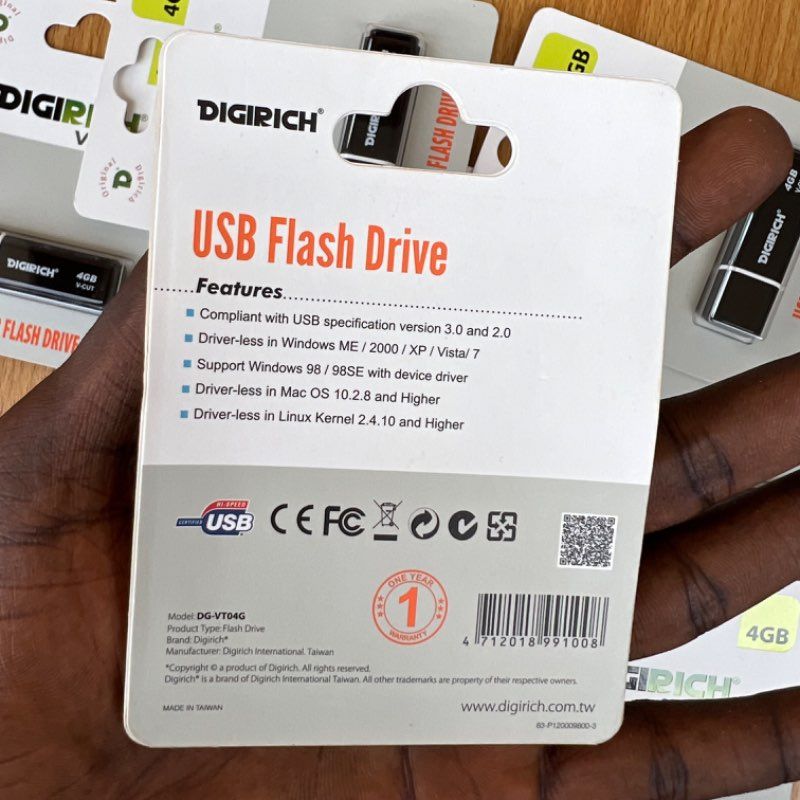 DIGIRICH®
USB Flash Drive
Features
Compliant with USB specification version 3.0 and 2.0
Driver-less in Windows ME / 2000 / XP / Vista/ 7
Support Windows 98 / 98SE with device driver
Driver-less in Mac OS 10.2.8 and Higher
Driver-less in Linux Kernel 2.4.10 and Higher
HI-SPEED
CERTIFIED USB
CE FC
ONE YEAR
1
WARRANTY
Model: DG-VT04G
Product Type: Flash Drive
Brand: Digirich®
Manufacturer: Digirich International. Taiwan
*Copyright © a product of Digirich. All rights reserved.
Digirich® is a brand of Digirich International Taiwan. All other trademarks are property of their respective owners.
4 712018 991008
MADE IN TAIWAN
www.digirich.com.tw
83-P120009800-3
Original Digirich
DIGIRICH® 4GB
V-CUT
FLASH DRIVE
DIGIRICH®
4GB
4GB
GIRICH®